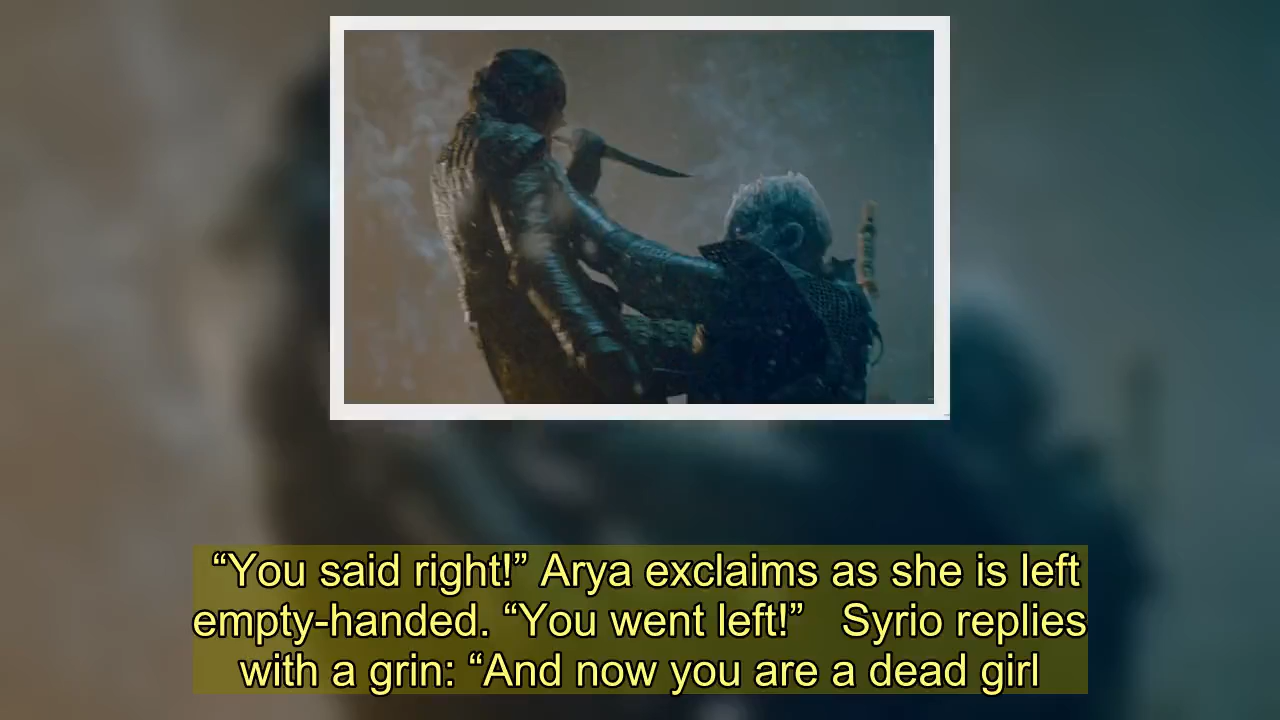 “You said right!” Arya exclaims as she is left
empty-handed. “You went left!”   Syrio replies
with a grin: “And now you are a dead girl